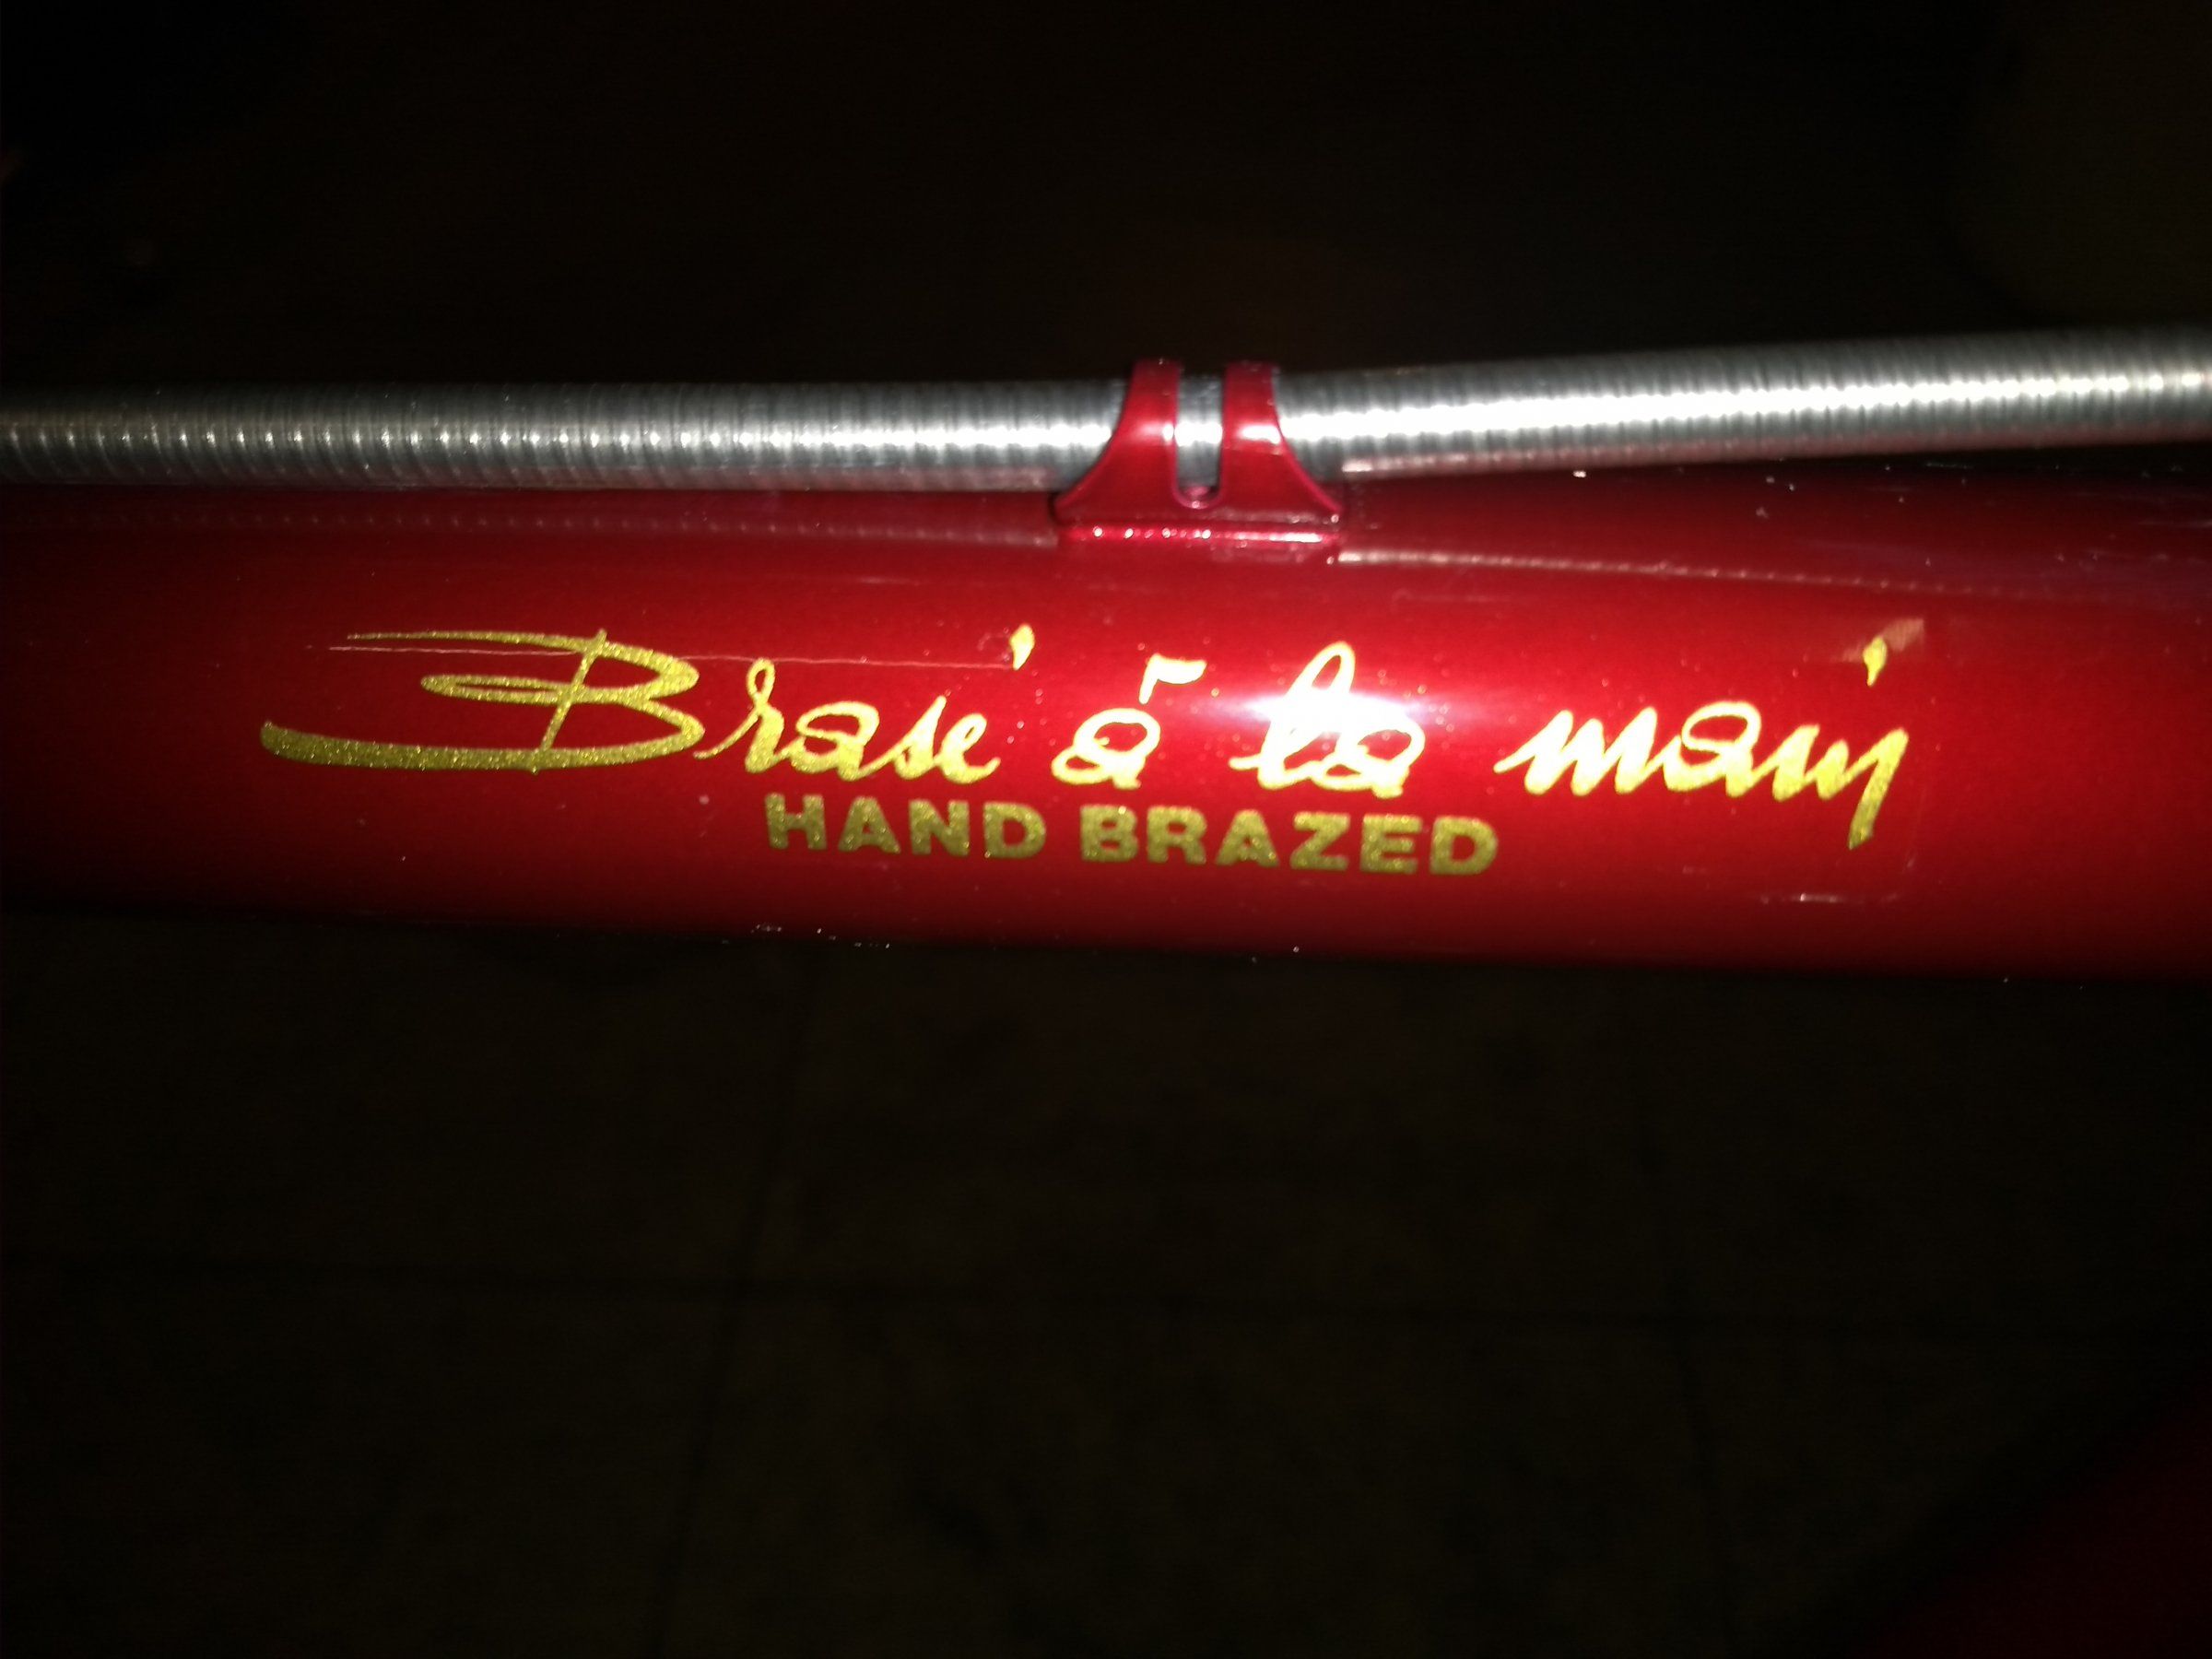 Brasé à la main
HAND BRAZED